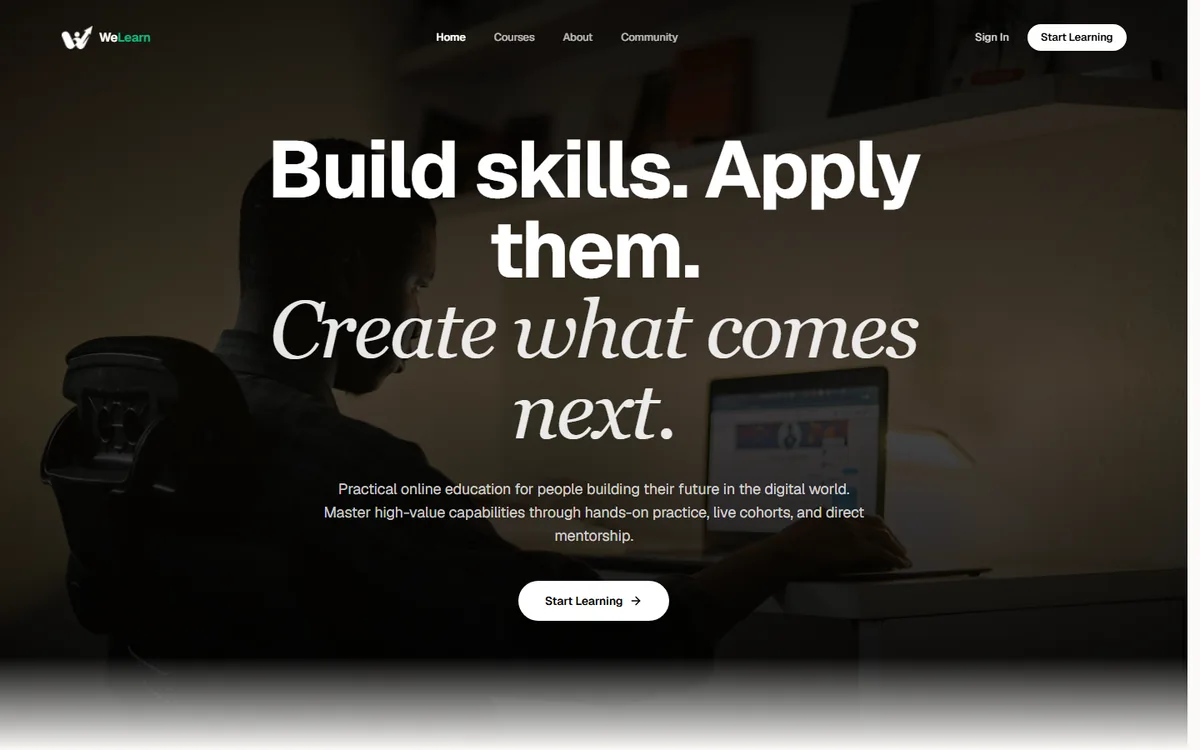 WeLearn
Home Courses About Community
Sign In Start Learning
Build skills. Apply
them.
Create what comes
next.
Practical online education for people building their future in the digital world.
Master high-value capabilities through hands-on practice, live cohorts, and direct
mentorship.
Start Learning →